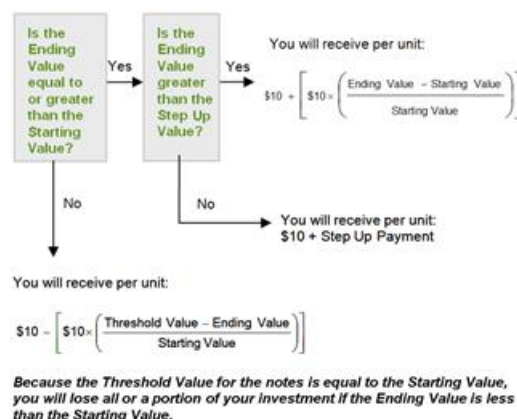 Is the
Ending
Value
equal to
or greater
than the
Starting
Value?
Yes
Is the
Ending
Value
greater
than the
Step Up
Value?
Yes
You will receive per unit:
$10 + [ $10 × ( Ending Value – Starting Value
Starting Value ) ]
No
No
You will receive per unit:
$10 + Step Up Payment
You will receive per unit:
$10 – [ $10× ( Threshold Value – Ending Value
Starting Value ) ]
Because the Threshold Value for the notes is equal to the Starting Value,
you will lose all or a portion of your investment if the Ending Value is less
than the Starting Value.